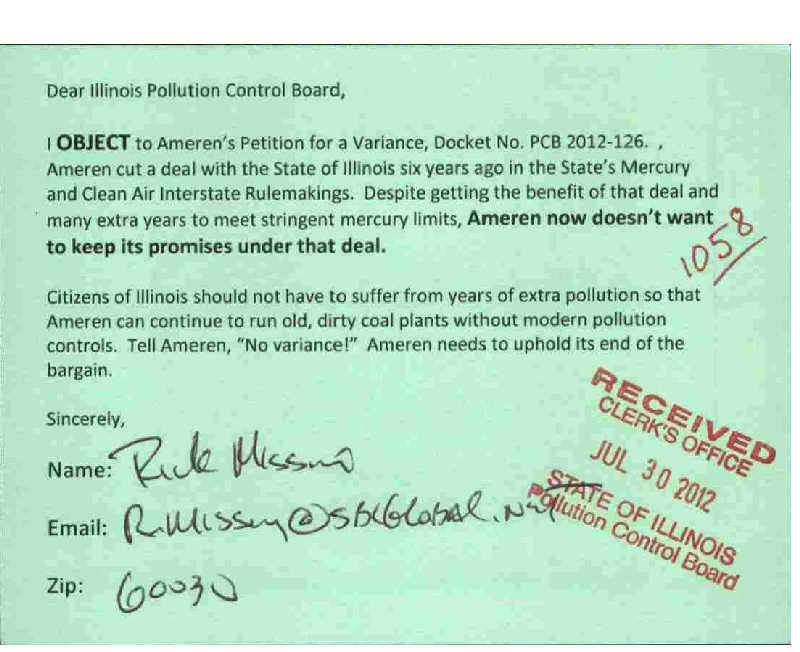 Dear Illinois Pollution Control Board,
I OBJECT to Ameren's Petition for a Variance, Docket No. PCB 2012-126. ,
Ameren cut a deal with the State of Illinois six years ago in the State's Mercury
and Clean Air Interstate Rulemakings. Despite getting the benefit of that deal and
many extra years to meet stringent mercury limits, Ameren now doesn't want
to keep its promises under that deal.
1058
Citizens of Illinois should not have to suffer from years of extra pollution so that
Ameren can continue to run old, dirty coal plants without modern pollution
controls. Tell Ameren, "No variance!" Ameren needs to uphold its end of the
bargain.
Sincerely,
Name: Rick
Email:
Zip: 60030
RECEIVED
CLERK'S OFFICE
JUL 30 2012
STATE OF ILLINOIS
Pollution Control Board